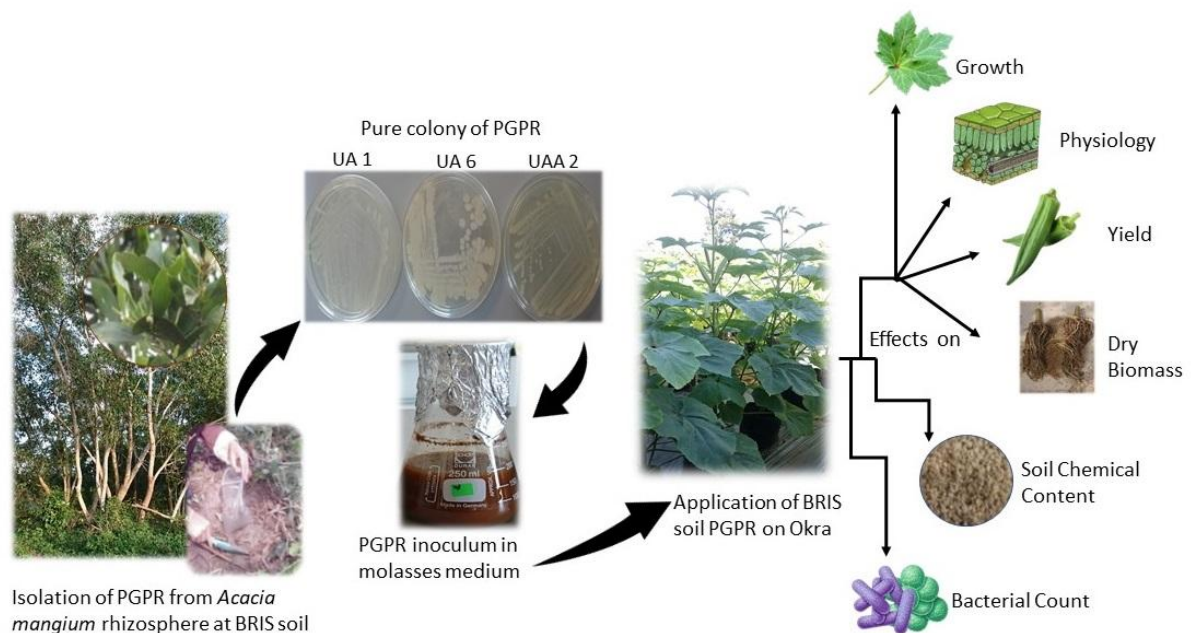 Growth
Pure colony of PGPR
UA 1
UA 6
UAA 2
Physiology
Yield
Effects on
Dry
Biomass
250 ml
Soil Chemical
Content
Application of BRIS
soil PGPR on Okra
PGPR inoculum in
molasses medium
Isolation of PGPR from Acacia
mangium rhizosphere at BRIS soil
Bacterial Count